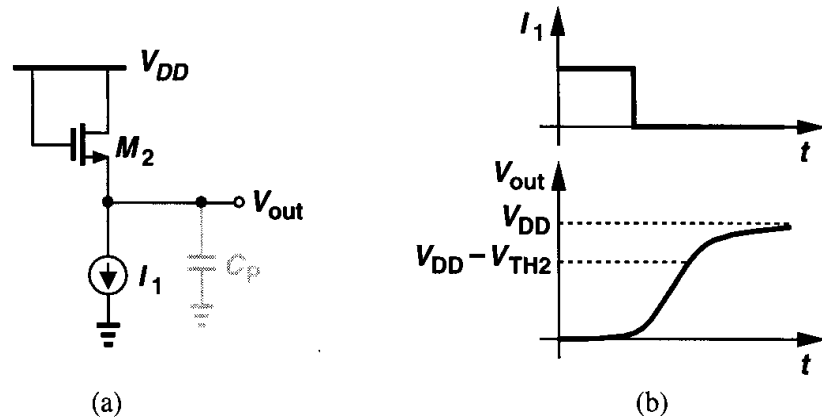 V_DD
M_2
V_out
I_1
C_P
(a)
I_1
t
V_out
V_DD
V_DD – V_TH2
t
(b)